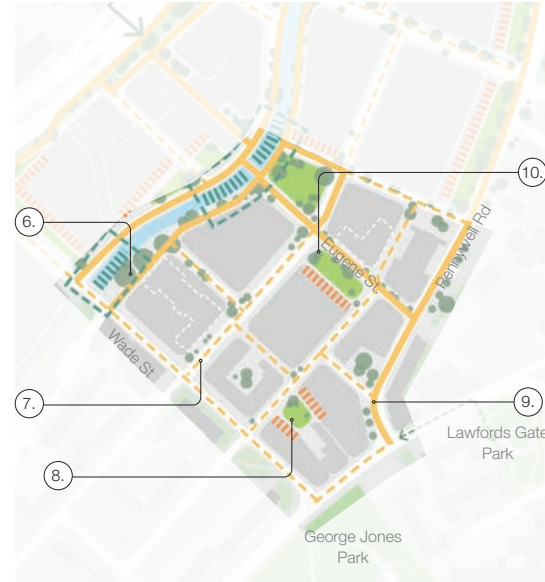 10.
6.
Eugene St.
Pennywell Rd
Wade St
7.
9.
Lawfords Gate
Park
8.
George Jones
Park